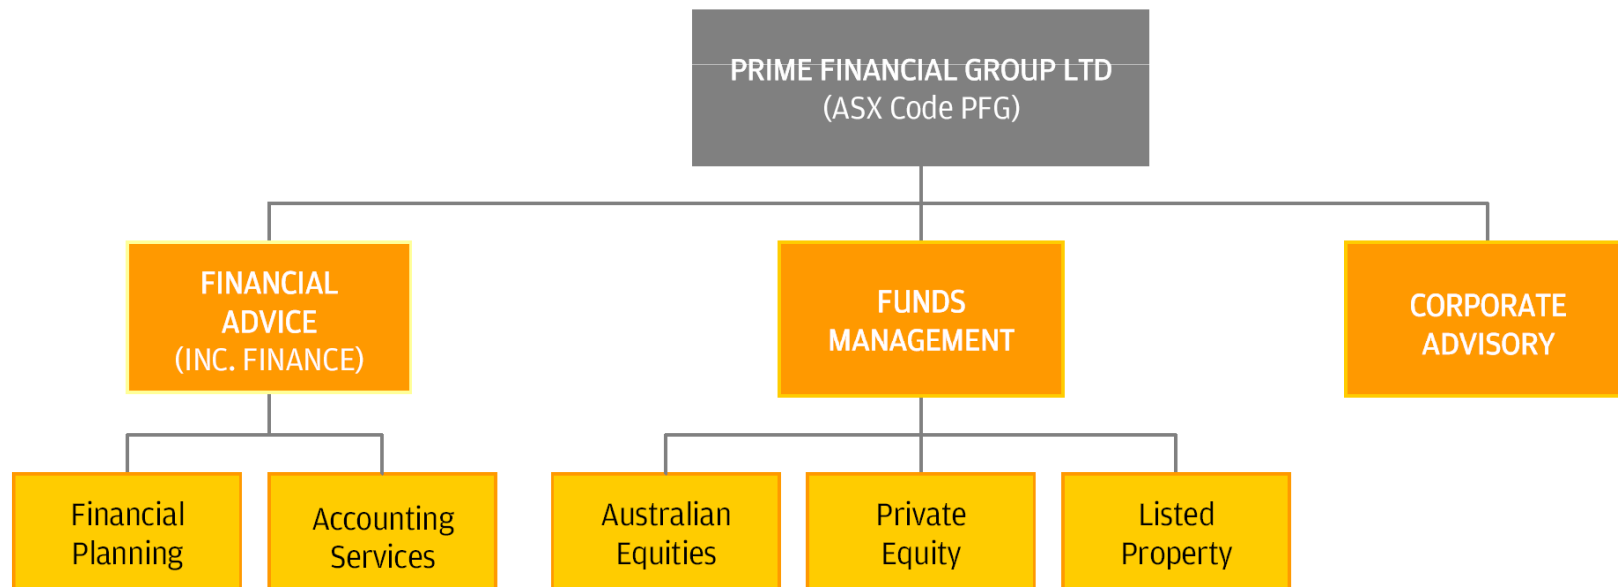 PRIME FINANCIAL GROUP LTD
(ASX Code PFG)
FINANCIAL
ADVICE
(INC. FINANCE)
FUNDS
MANAGEMENT
CORPORATE
ADVISORY
Financial
Planning
Accounting
Services
Australian
Equities
Private
Equity
Listed
Property